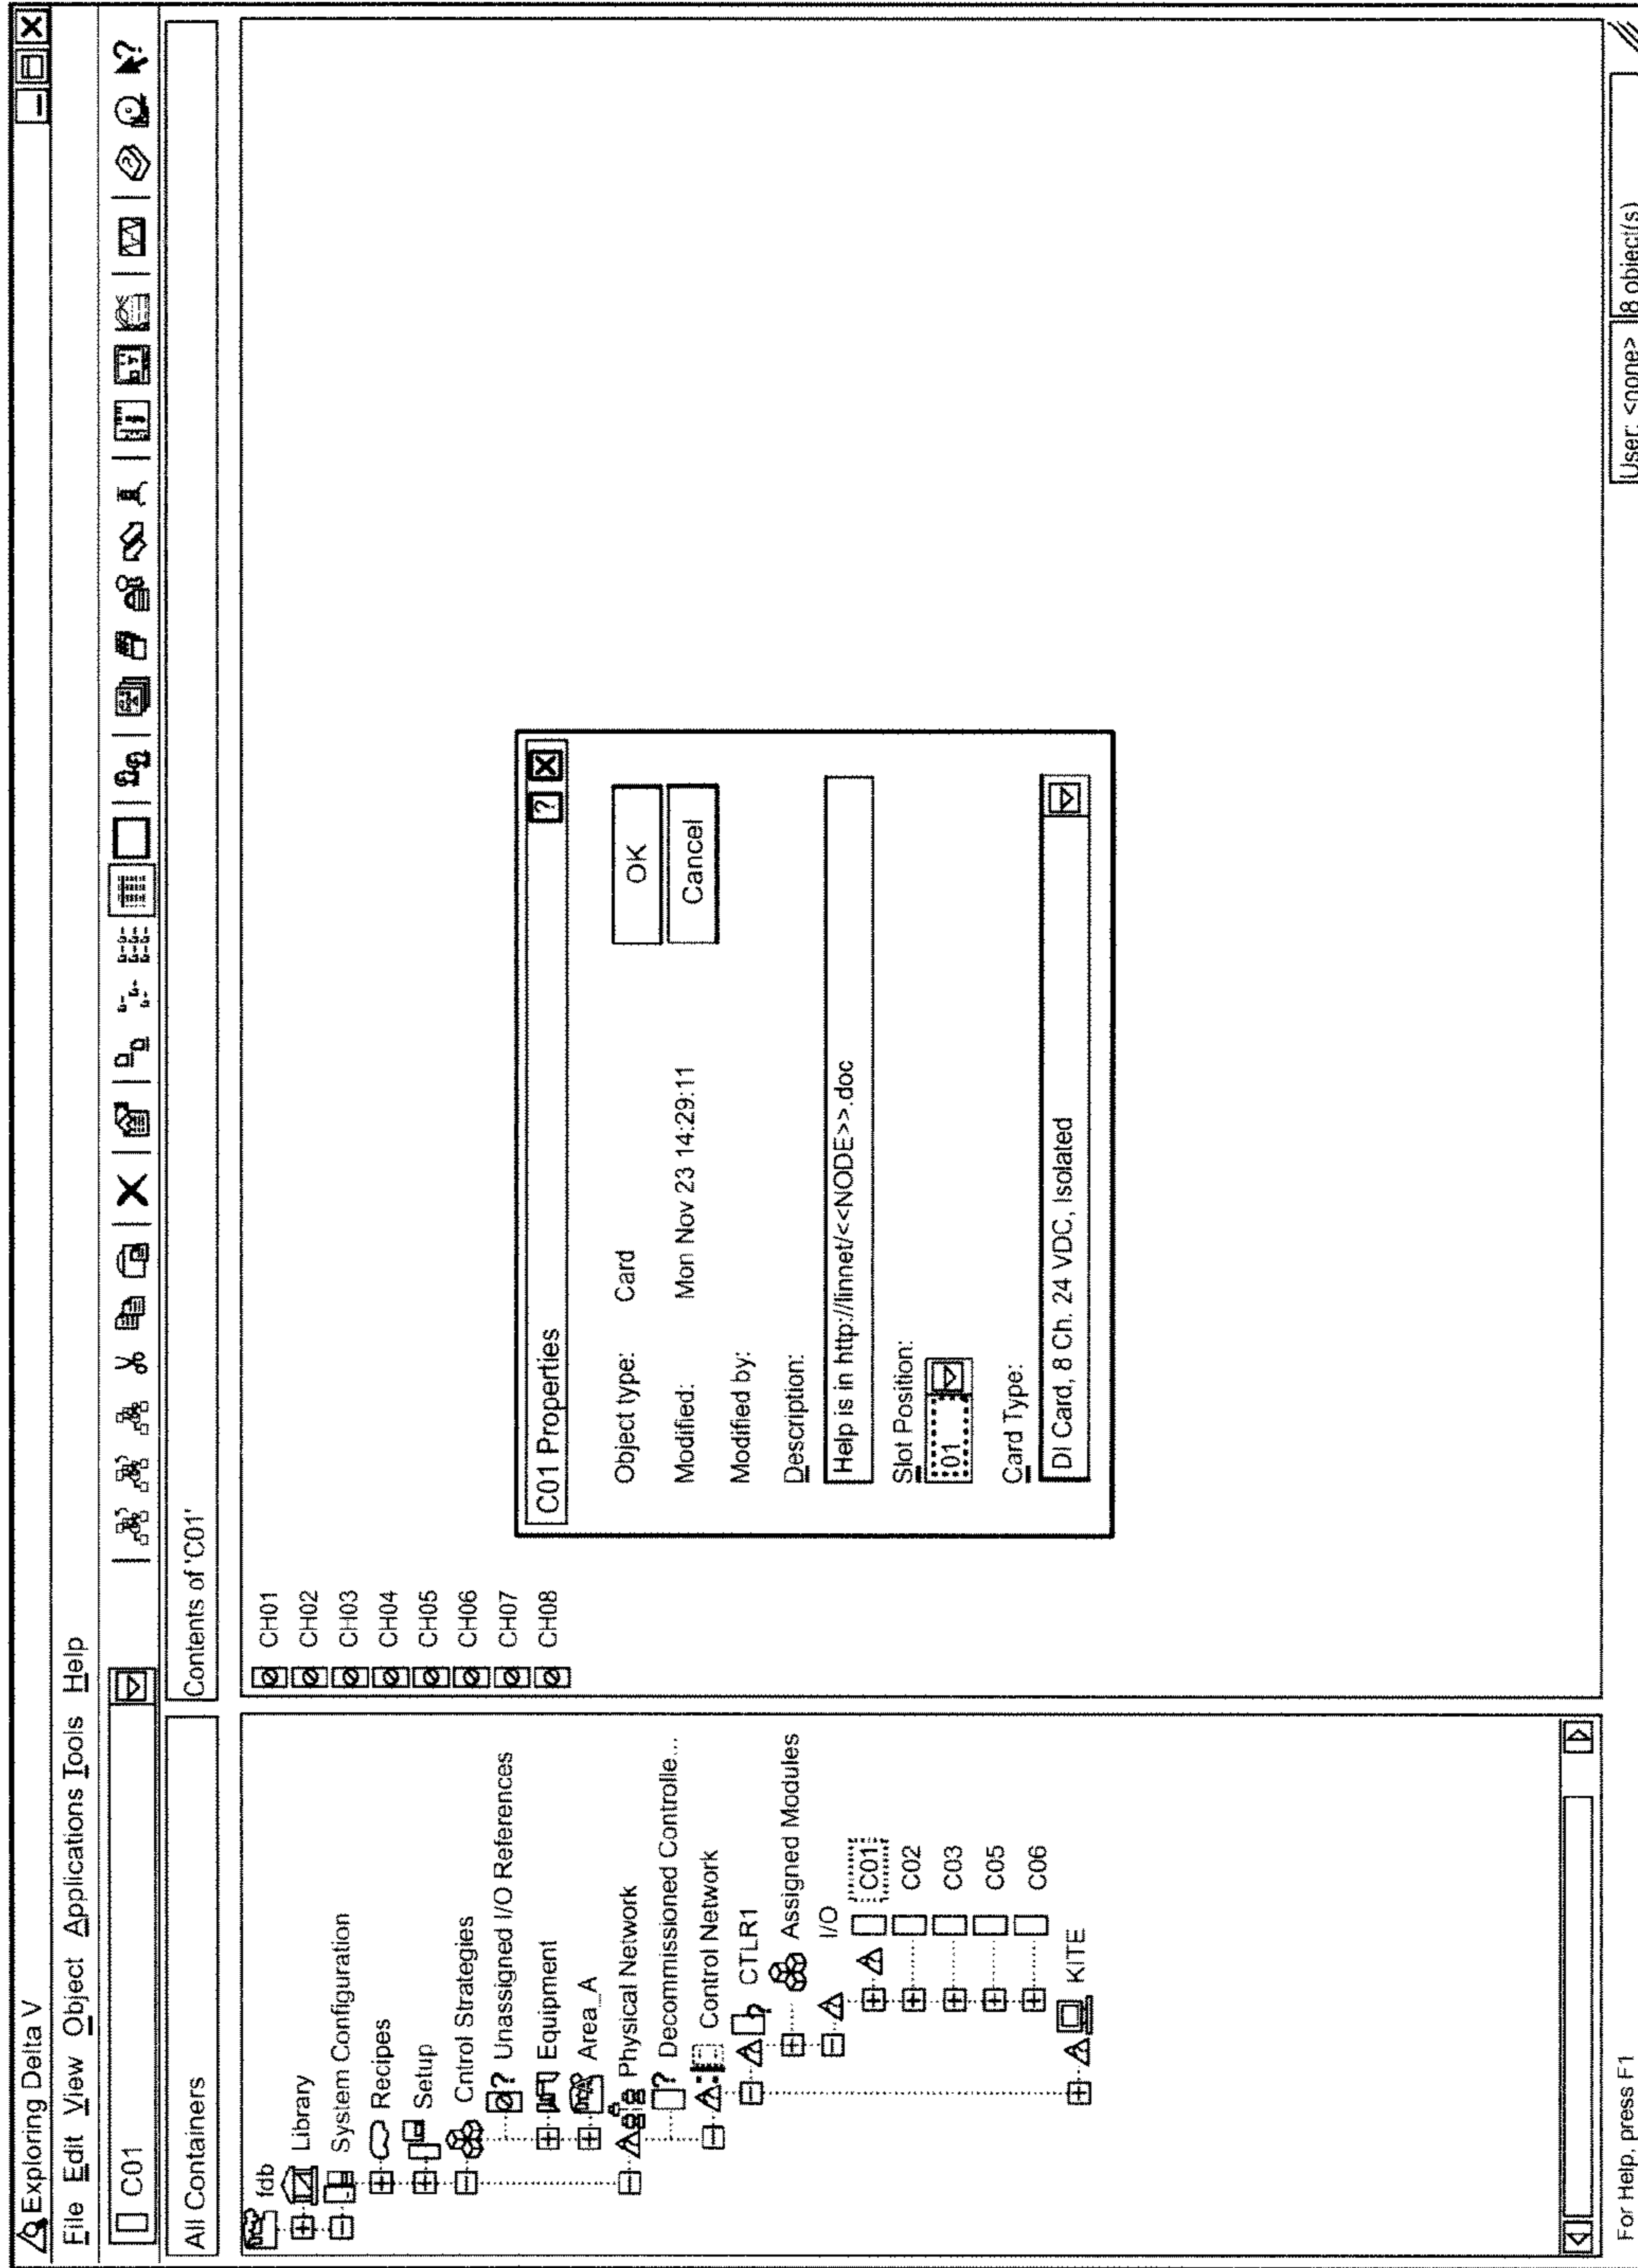 Exploring Delta V
File Edit View Object Applications Tools Help
C01
All Containers
Contents of 'C01'
fdb
Library
System Configuration
Recipes
Setup
Cntrol Strategies
Unassigned I/O References
Equipment
Area_A
Physical Network
Decommissioned Controlle...
Control Network
CTLR1
Assigned Modules
I/O
C01
C02
C03
C05
C06
KITE
CH01
CH02
CH03
CH04
CH05
CH06
CH07
CH08
C01 Properties
Object type: Card
OK
Modified: Mon Nov 23 14:29:11
Cancel
Modified by:
Description:
Help is in http://linnet/<<NODE>>.doc
Slot Position:
01
Card Type:
DI Card, 8 Ch. 24 VDC, Isolated
For Help, press F1
User: <none>
8 object(s)